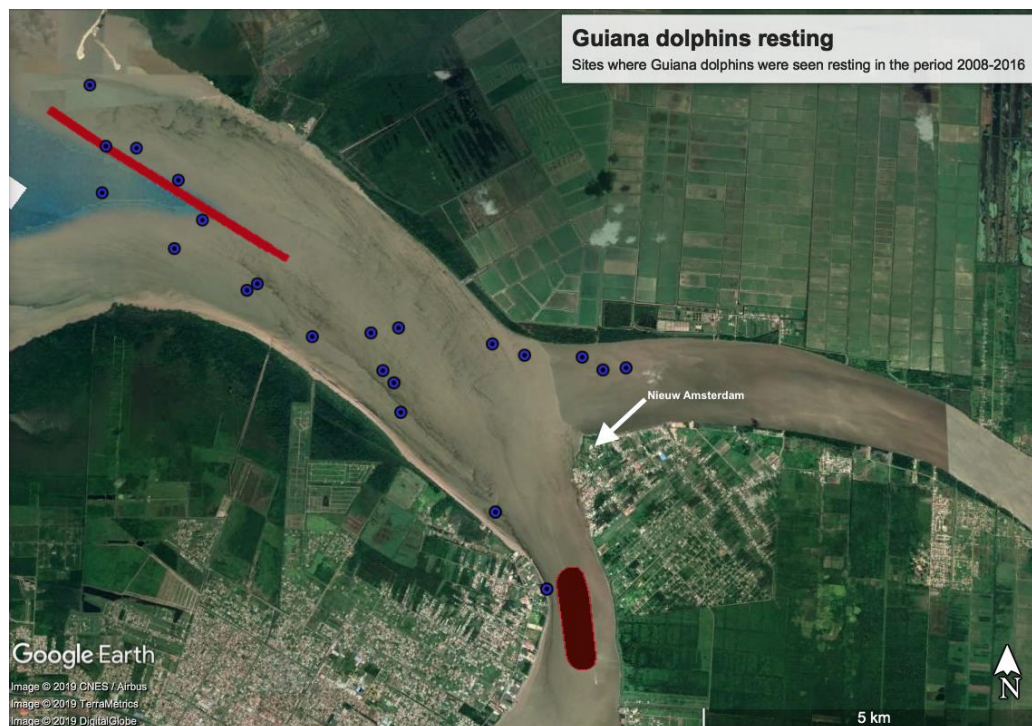 Guiana dolphins resting
Sites where Guiana dolphins were seen resting in the period 2008-2016
Nieuw Amsterdam
Google Earth
Image © 2019 CNES / Airbus
Image © 2019 TerraMetrics
Image © 2019 DigitalGlobe
N
5 km